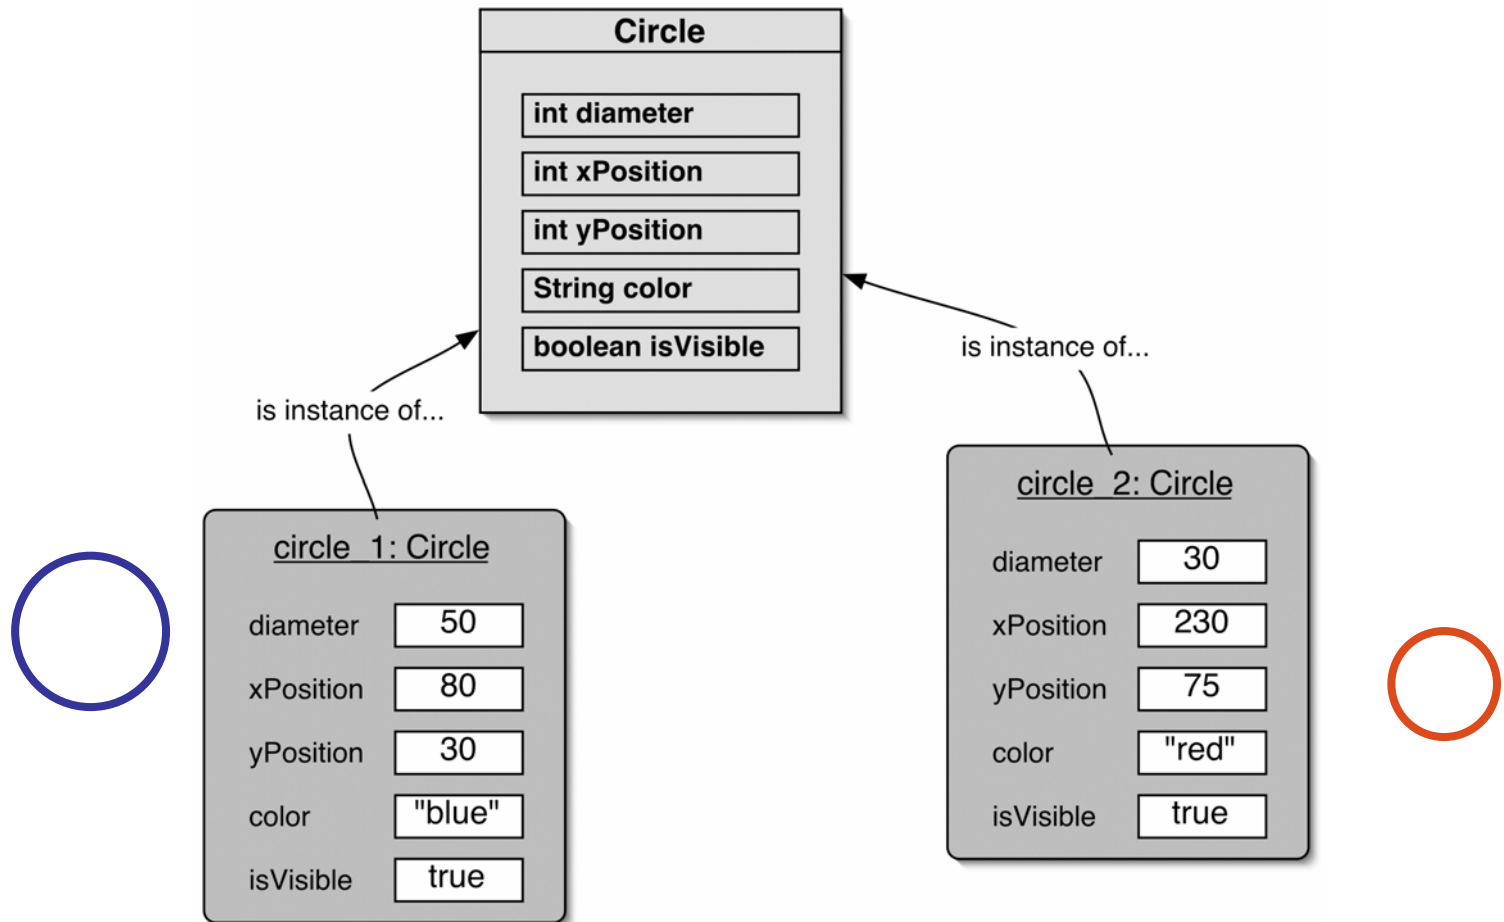 Circle
int diameter
int xPosition
int yPosition
String color
boolean isVisible
is instance of...
is instance of...
circle_1: Circle
diameter 50
xPosition 80
yPosition 30
color "blue"
isVisible true
circle_2: Circle
diameter 30
xPosition 230
yPosition 75
color "red"
isVisible true